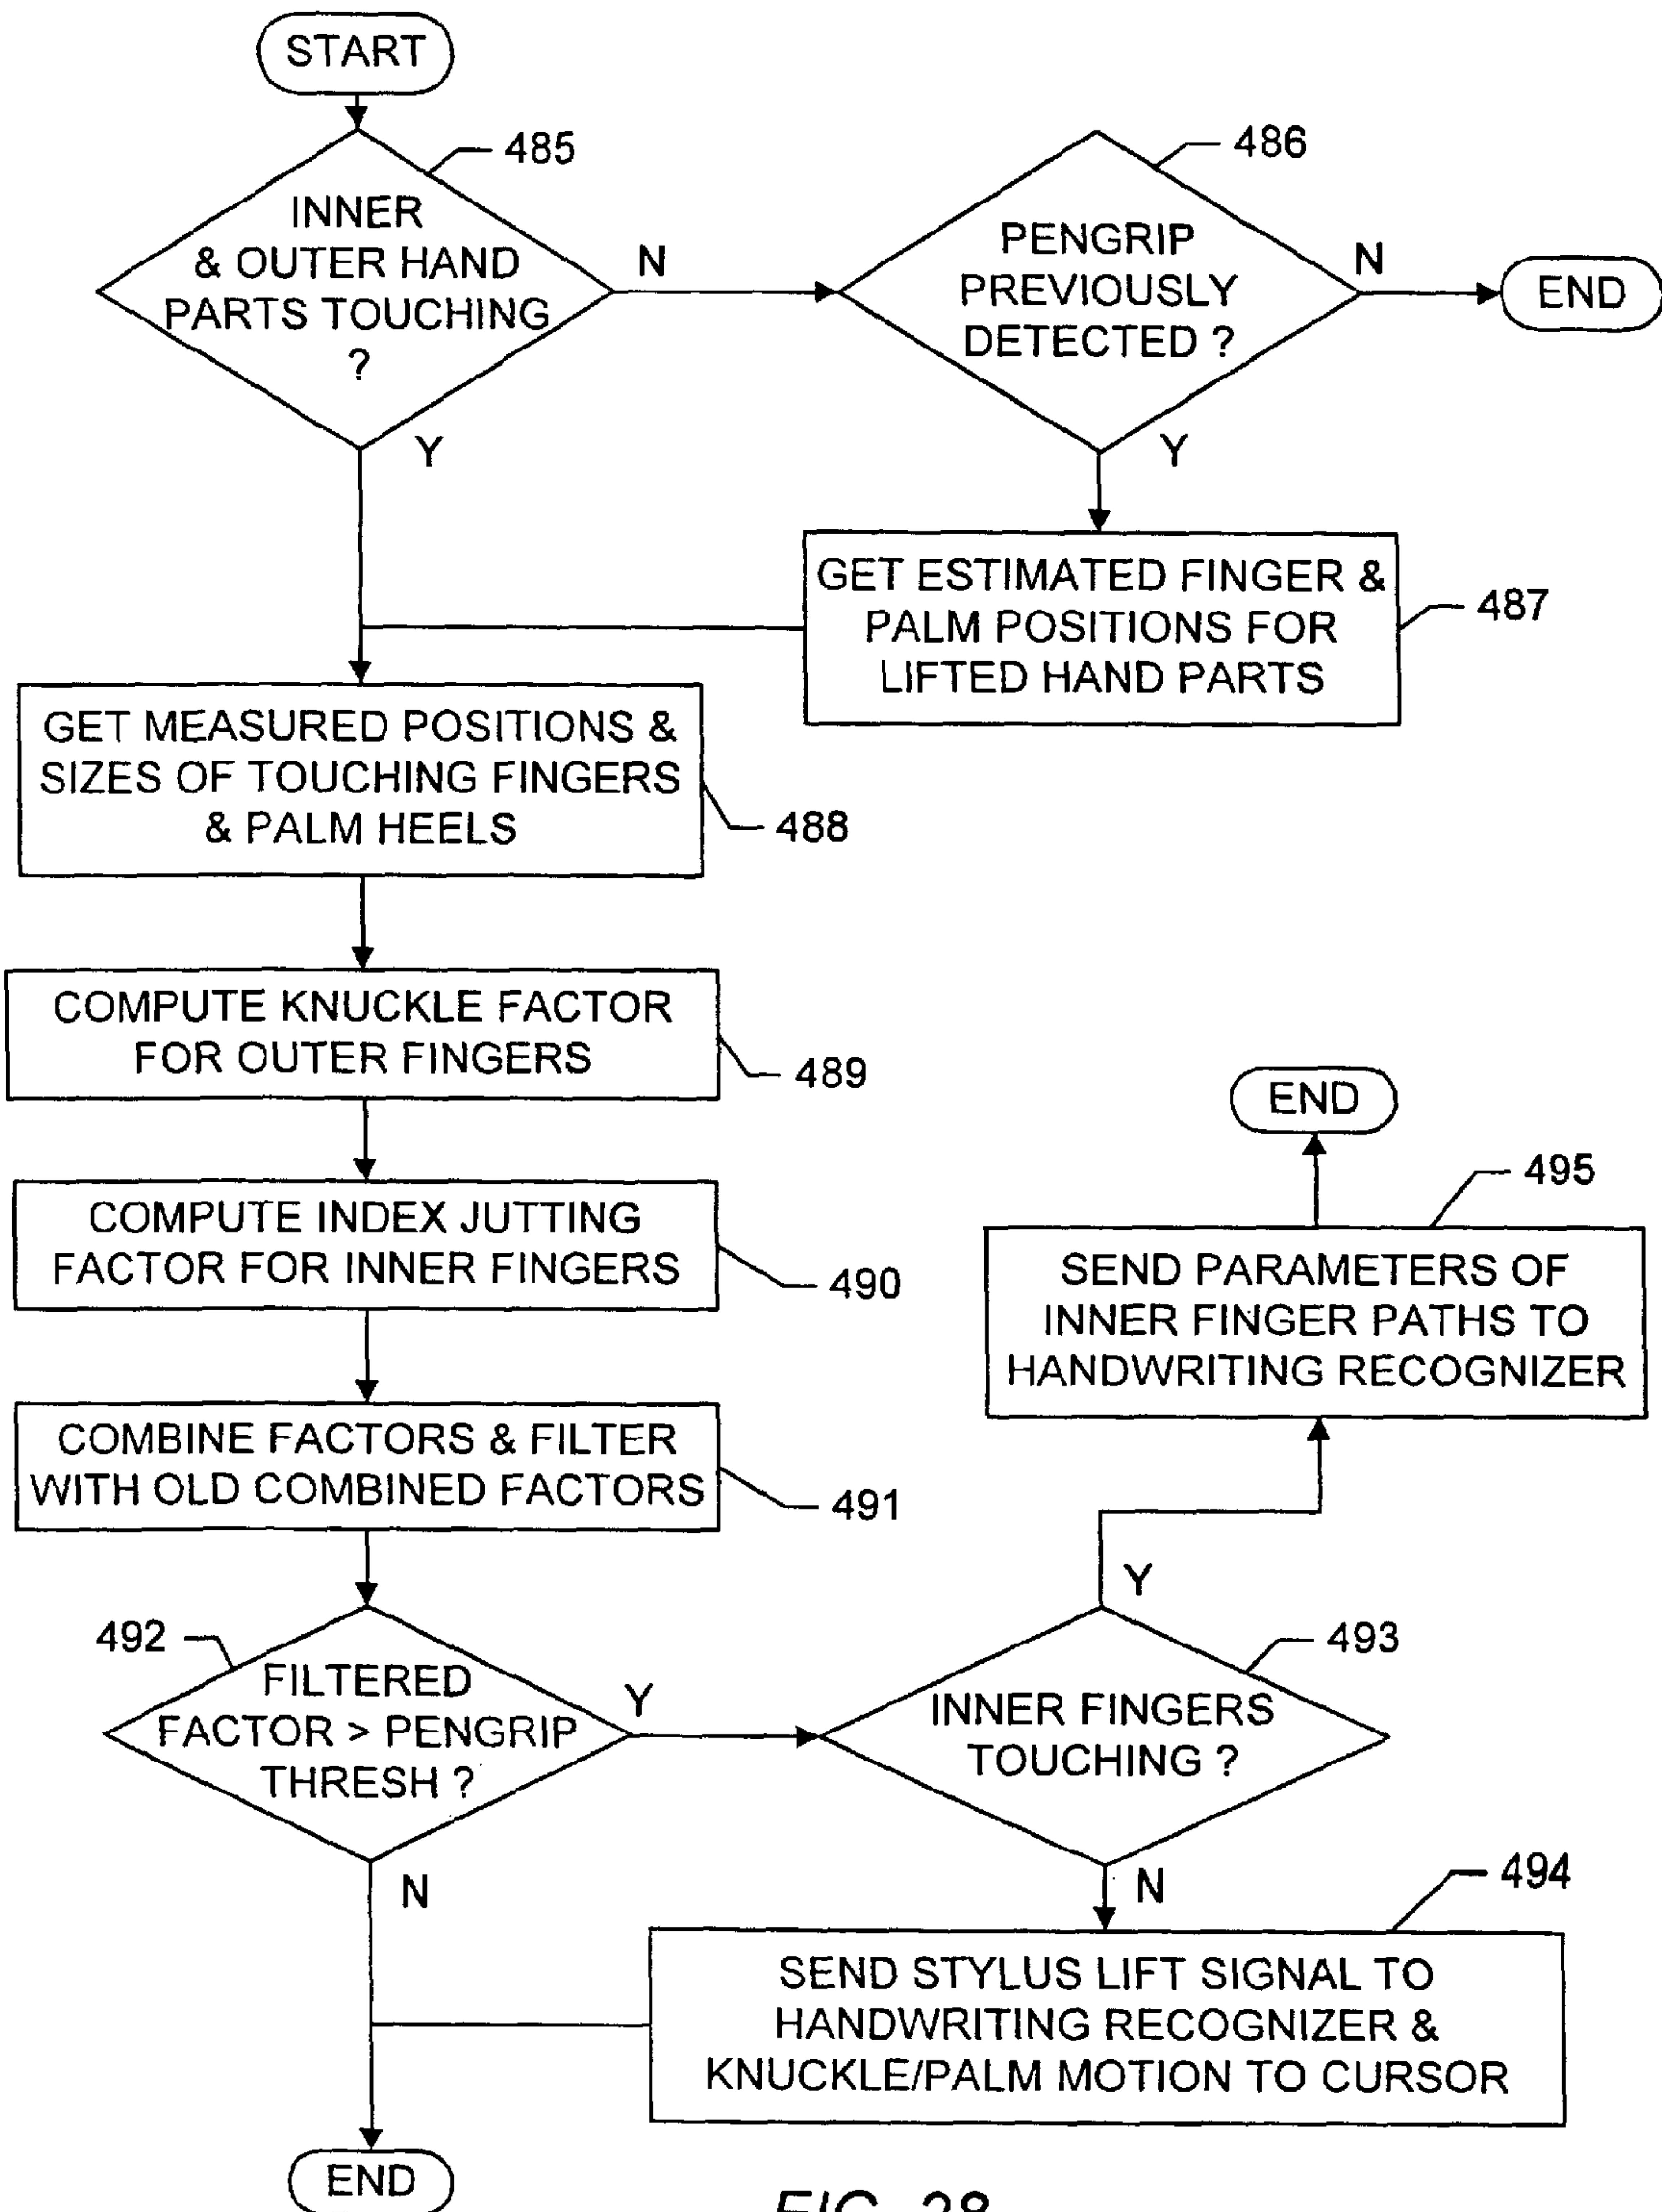 START
485
INNER
& OUTER HAND
PARTS TOUCHING
?
N
Y
486
PENGRIP
PREVIOUSLY
DETECTED ?
N
END
Y
GET ESTIMATED FINGER &
PALM POSITIONS FOR
LIFTED HAND PARTS
487
GET MEASURED POSITIONS &
SIZES OF TOUCHING FINGERS
& PALM HEELS
488
COMPUTE KNUCKLE FACTOR
FOR OUTER FINGERS
489
COMPUTE INDEX JUTTING
FACTOR FOR INNER FINGERS
490
COMBINE FACTORS & FILTER
WITH OLD COMBINED FACTORS
491
492
FILTERED
FACTOR > PENGRIP
THRESH ?
Y
N
493
INNER FINGERS
TOUCHING ?
Y
N
END
495
SEND PARAMETERS OF
INNER FINGER PATHS TO
HANDWRITING RECOGNIZER
494
SEND STYLUS LIFT SIGNAL TO
HANDWRITING RECOGNIZER &
KNUCKLE/PALM MOTION TO CURSOR
END
FIG. 28